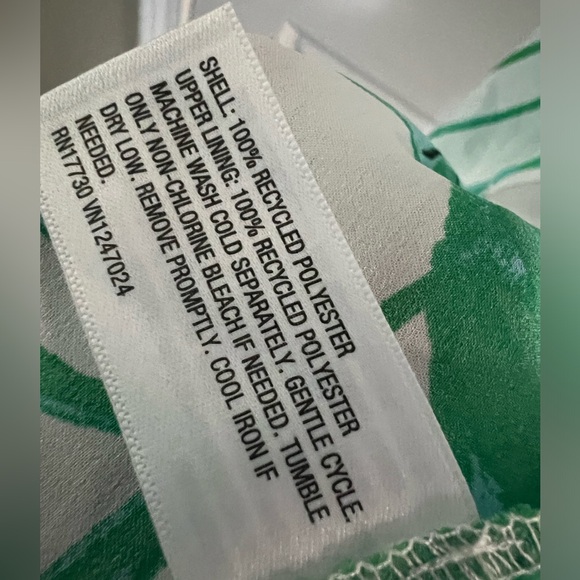 SHELL: 100% RECYCLED POLYESTER
UPPER LINING: 100% RECYCLED POLYESTER
MACHINE WASH COLD SEPARATELY. GENTLE CYCLE.
ONLY NON-CHLORINE BLEACH IF NEEDED. TUMBLE
DRY LOW. REMOVE PROMPTLY. COOL IRON IF
NEEDED.
RN17730 VN1247024